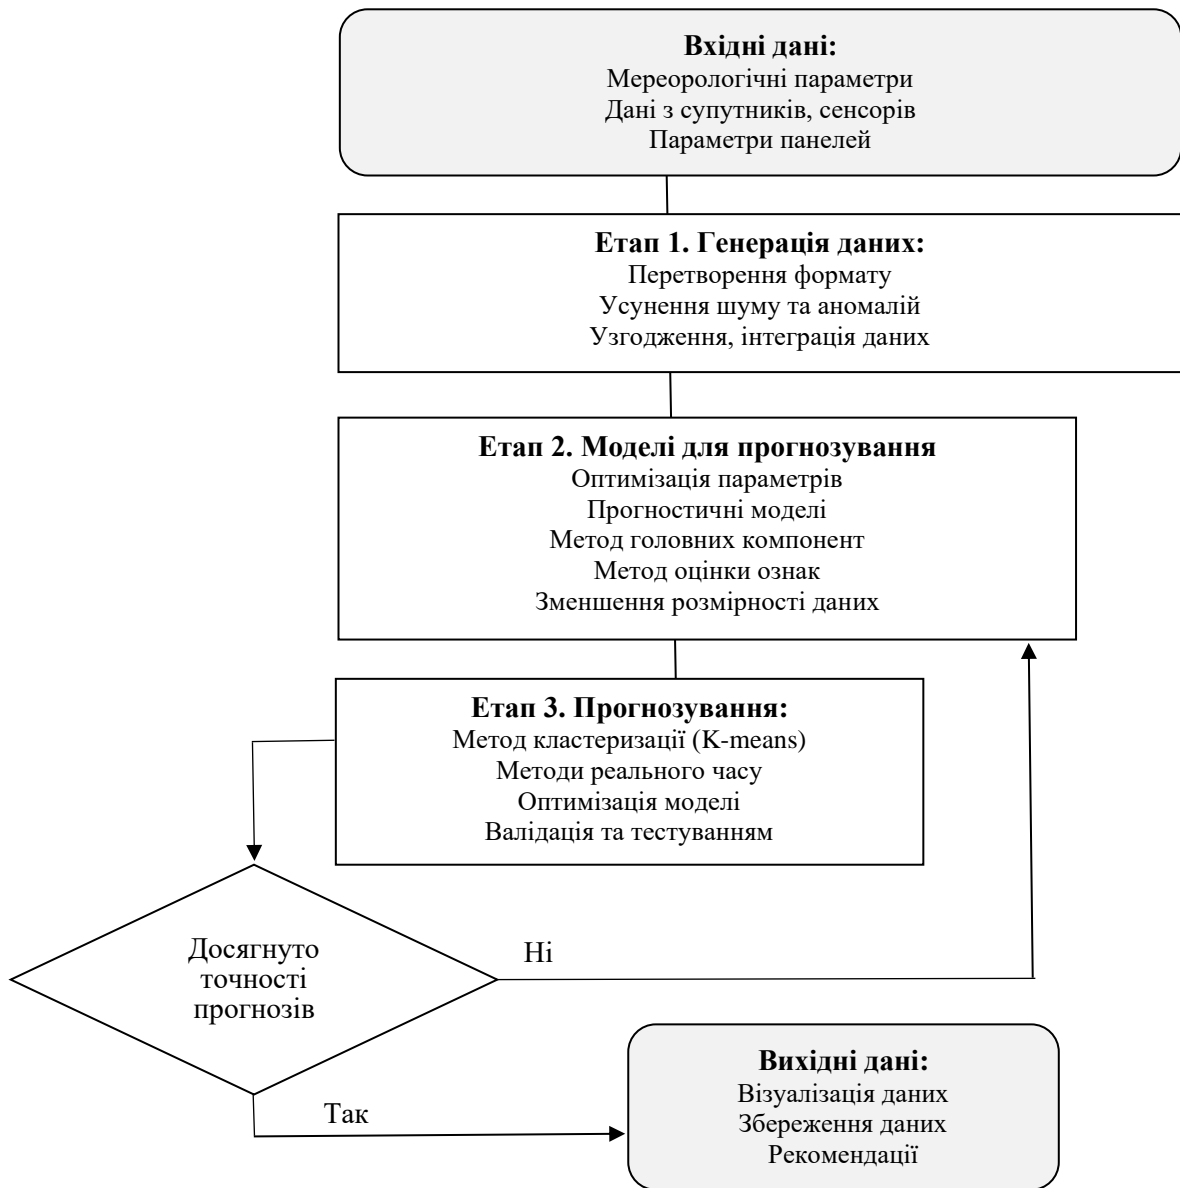 Вхідні дані:
Мереорологічні параметри
Дані з супутників, сенсорів
Параметри панелей
Етап 1. Генерація даних:
Перетворення формату
Усунення шуму та аномалій
Узгодження, інтеграція даних
Етап 2. Моделі для прогнозування
Оптимізація параметрів
Прогностичні моделі
Метод головних компонент
Метод оцінки ознак
Зменшення розмірності даних
Етап 3. Прогнозування:
Метод кластеризації (K-means)
Методи реального часу
Оптимізація моделі
Валідація та тестуванням
Досягнуто
точності
прогнозів
Ні
Так
Вихідні дані:
Візуалізація даних
Збереження даних
Рекомендації